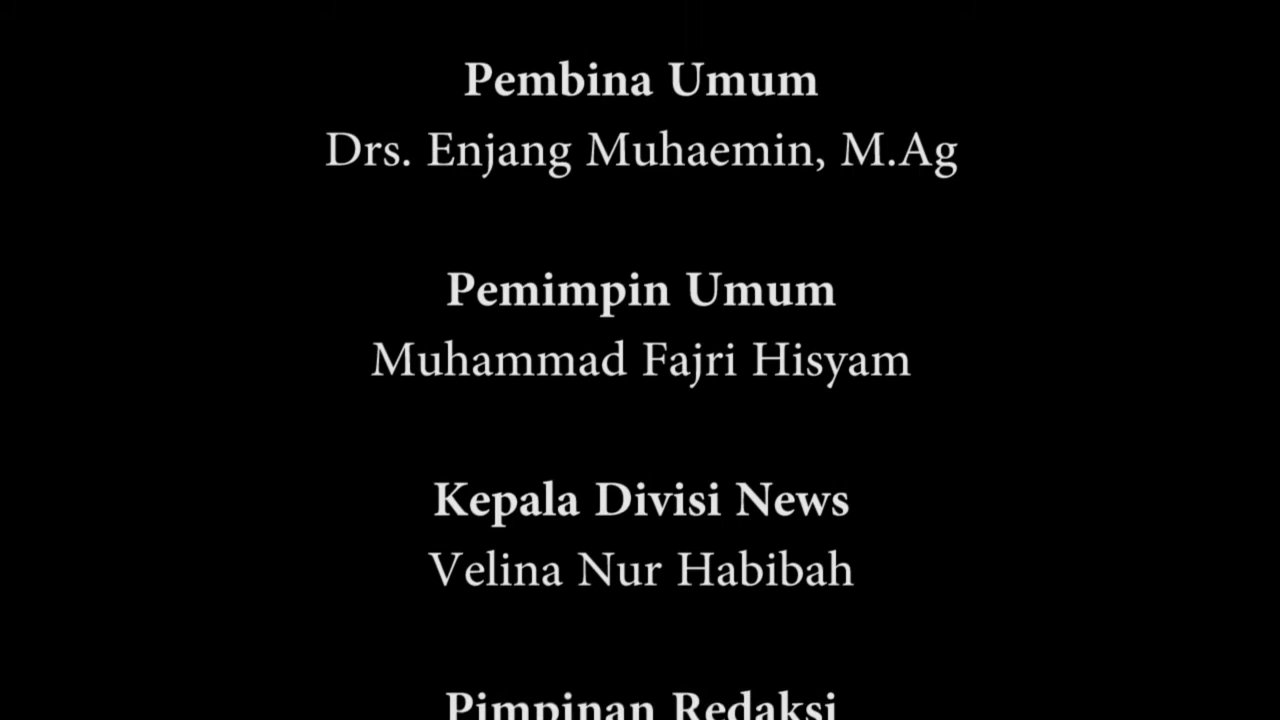 Pembina Umum
Drs. Enjang Muhaemin, M.Ag
Pemimpin Umum
Muhammad Fajri Hisyam
Kepala Divisi News
Velina Nur Habibah
Pimpinan Redaksi